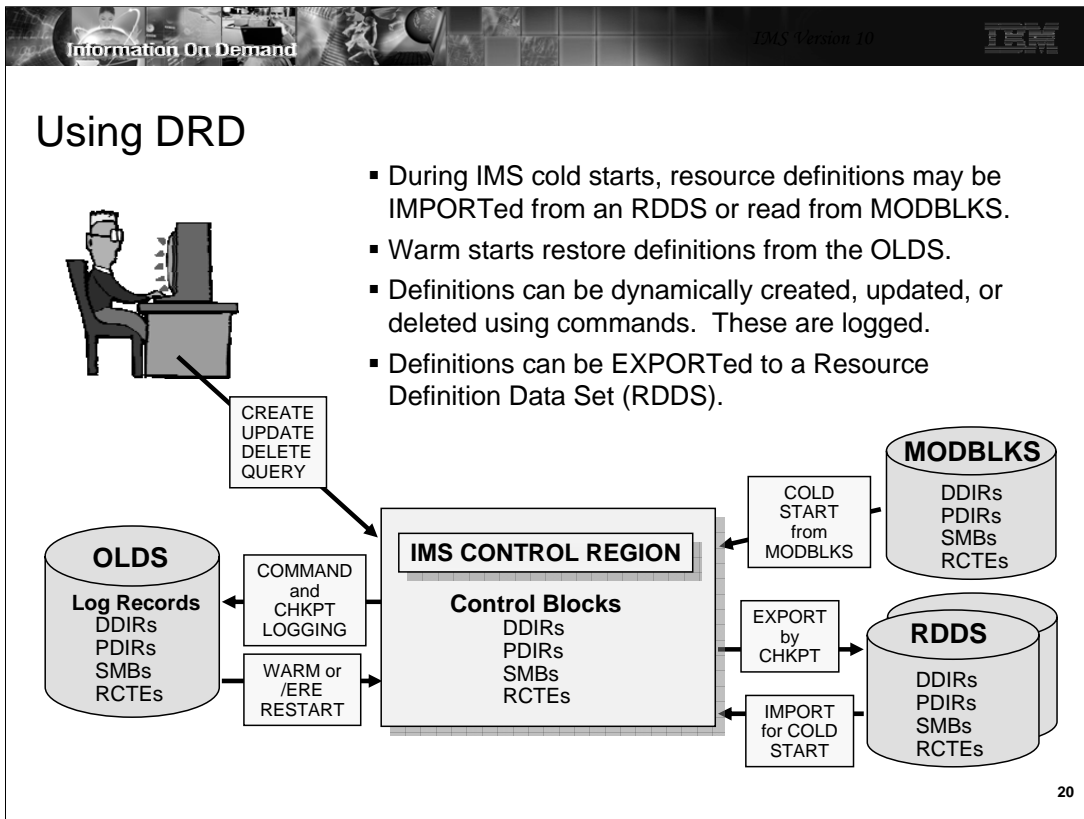 Information On Demand
IMS Version 10
IBM
Using DRD
▪ During IMS cold starts, resource definitions may be
IMPORTed from an RDDS or read from MODBLKS.
▪ Warm starts restore definitions from the OLDS.
▪ Definitions can be dynamically created, updated, or
deleted using commands.  These are logged.
▪ Definitions can be EXPORTed to a Resource
Definition Data Set (RDDS).
CREATE
UPDATE
DELETE
QUERY
OLDS
Log Records
DDIRs
PDIRs
SMBs
RCTEs
COMMAND
and
CHKPT
LOGGING
WARM or
/ERE
RESTART
IMS CONTROL REGION
Control Blocks
DDIRs
PDIRs
SMBs
RCTEs
COLD
START
from
MODBLKS
MODBLKS
DDIRs
PDIRs
SMBs
RCTEs
EXPORT
by
CHKPT
IMPORT
for COLD
START
RDDS
DDIRs
PDIRs
SMBs
RCTEs
20